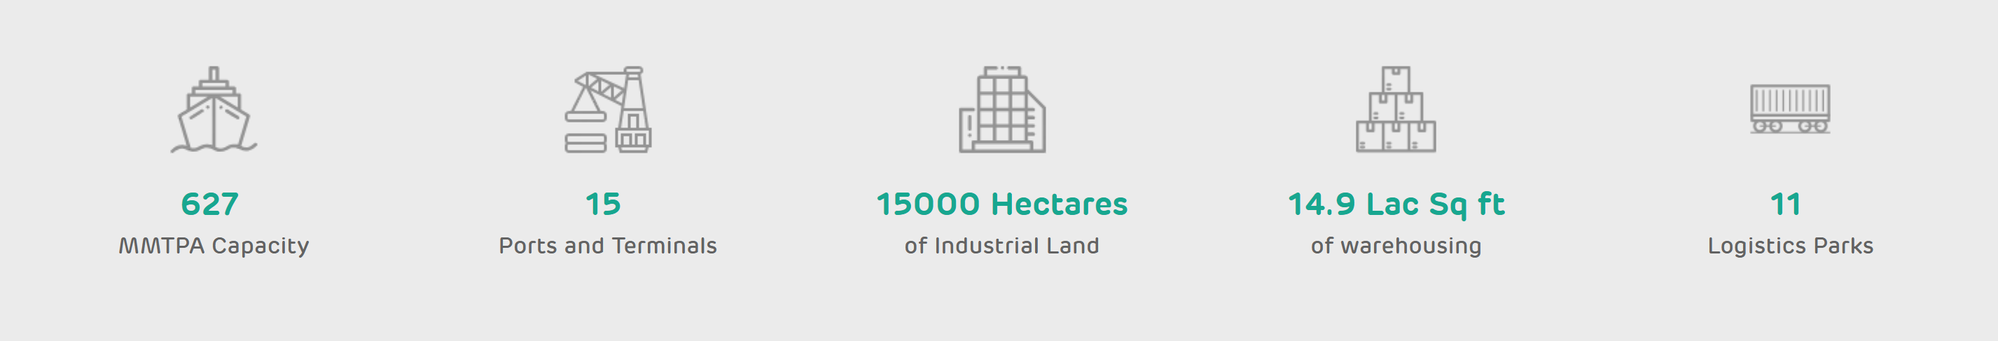 627
MMTPA Capacity
15
Ports and Terminals
15000 Hectares
of Industrial Land
14.9 Lac Sq ft
of warehousing
11
Logistics Parks